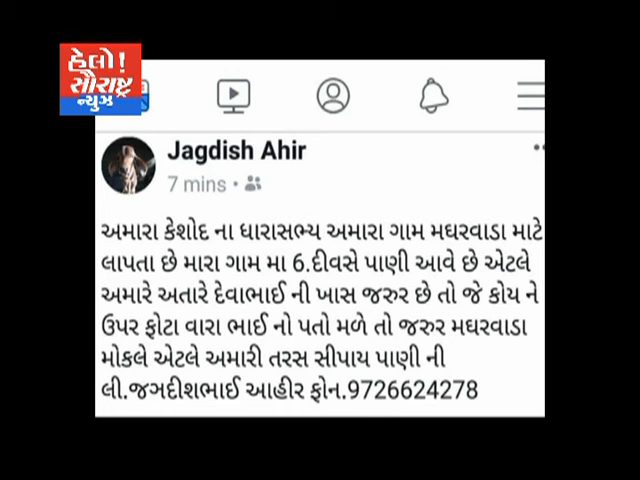 હેલો!
સૌરાષ્ટ્ર
ન્યુઝ
Jagdish Ahir
7 mins
અમારા કેશોદ ના ધારાસભ્ય અમારા ગામ મઘરવાડા માટે
લાપતા છે મારા ગામ મા 6.દીવસે પાણી આવે છે એટલે
અમારે અતારે દેવાભાઈ ની ખાસ જરુર છે તો જે કોય ને
ઉપર ફોટા વારા ભાઈ નો પતો મળે તો જરુર મઘરવાડા
મોકલે એટલે અમારી તરસ સીપાય પાણી ની
લી.જઞદીશભાઈ આહીર ફોન.9726624278